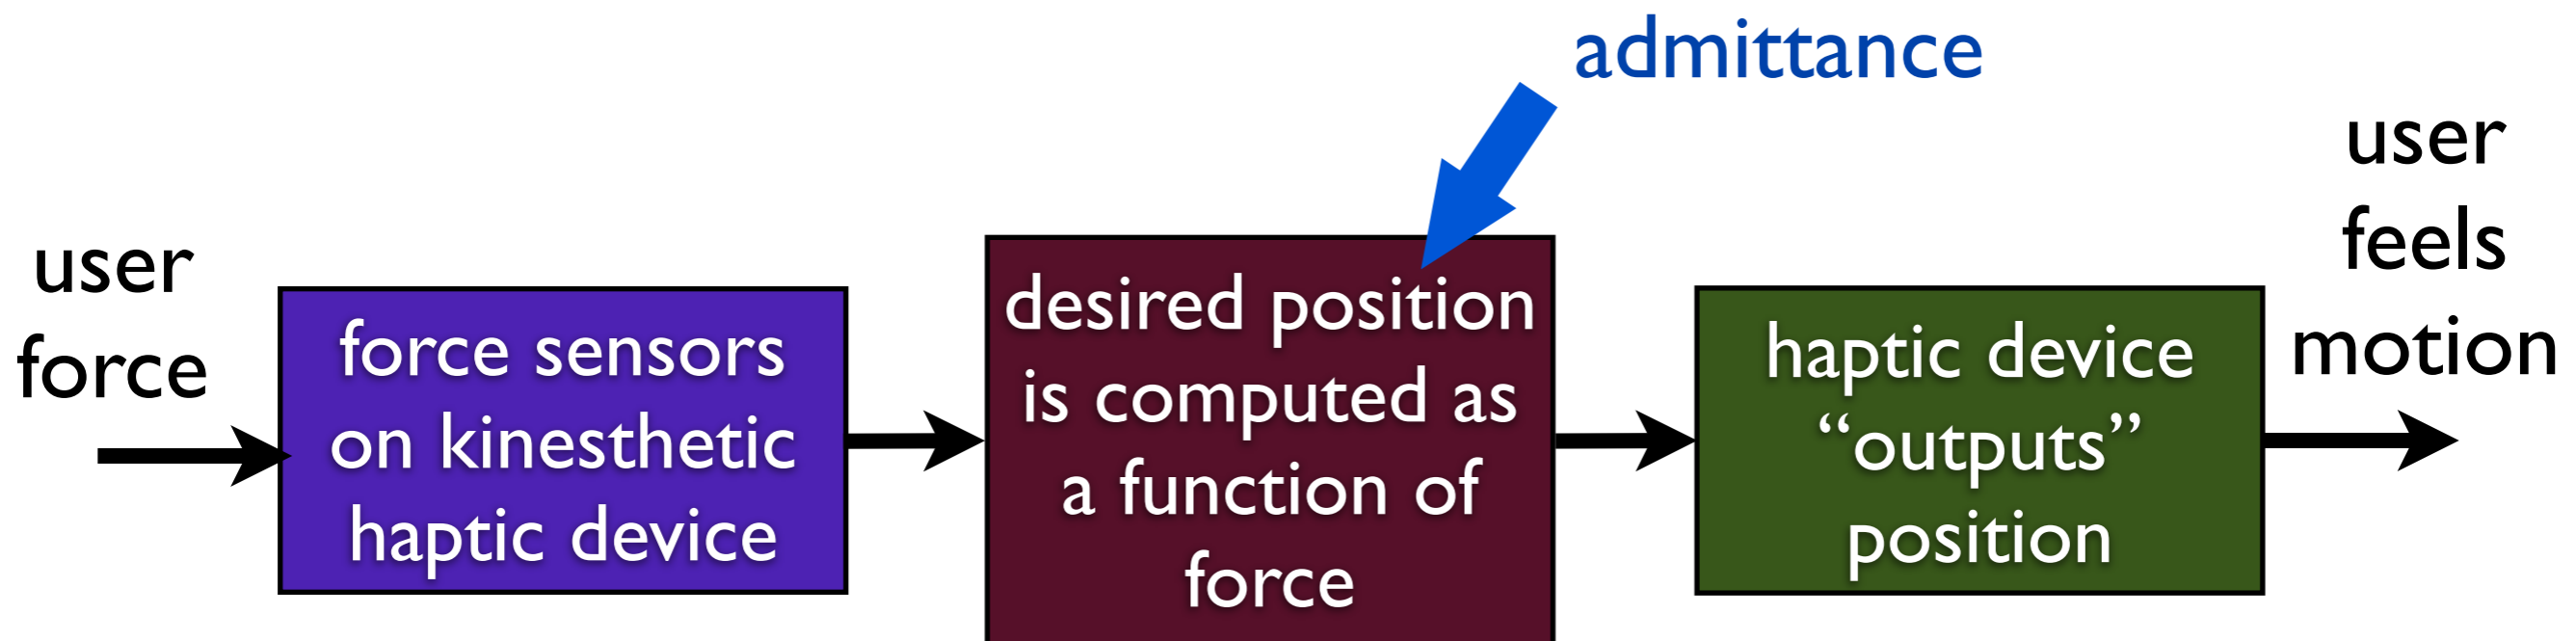 admittance
user
force
force sensors
on kinesthetic
haptic device
desired position
is computed as
a function of
force
haptic device
“outputs”
position
user
feels
motion